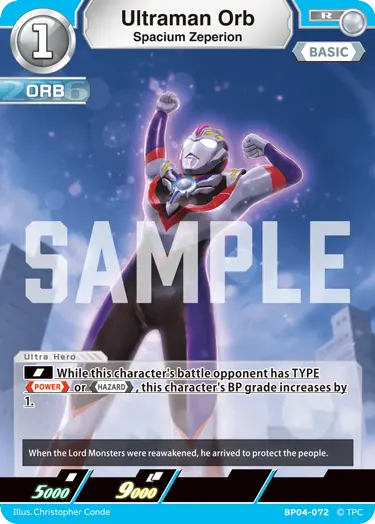 1
Ultraman Orb
Spacium Zeperion
R
BASIC
ORB
SAMPLE
Ultra Hero
While this character's battle opponent has TYPE
POWER or HAZARD, this character's BP grade increases by
1.
When the Lord Monsters were reawakened, he arrived to protect the people.
5000 9000
Illus.Christopher Conde BP04-072 © TPC